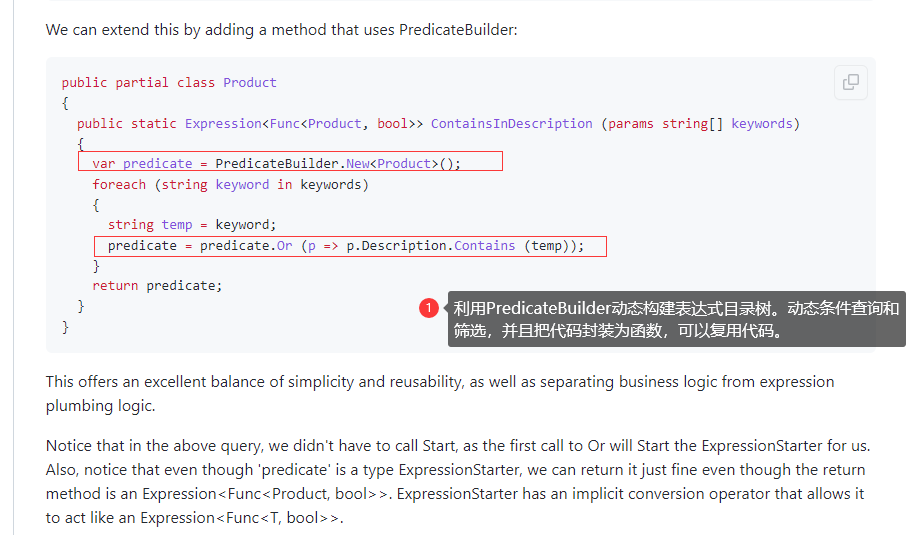 We can extend this by adding a method that uses PredicateBuilder:
public partial class Product
{
public static Expression<Func<Product, bool>> ContainsInDescription (params string[] keywords)
{
var predicate = PredicateBuilder.New<Product>();
foreach (string keyword in keywords)
{
string temp = keyword;
predicate = predicate.Or (p => p.Description.Contains (temp));
}
return predicate;
}
}
1
利用PredicateBuilder动态构建表达式目录树。动态条件查询和
筛选，并且把代码封装为函数，可以复用代码。
This offers an excellent balance of simplicity and reusability, as well as separating business logic from expression
plumbing logic.
Notice that in the above query, we didn't have to call Start, as the first call to Or will Start the ExpressionStarter for us.
Also, notice that even though 'predicate' is a type ExpressionStarter, we can return it just fine even though the return
method is an Expression<Func<Product, bool>>. ExpressionStarter has an implicit conversion operator that allows it
to act like an Expression<Func<T, bool>>.